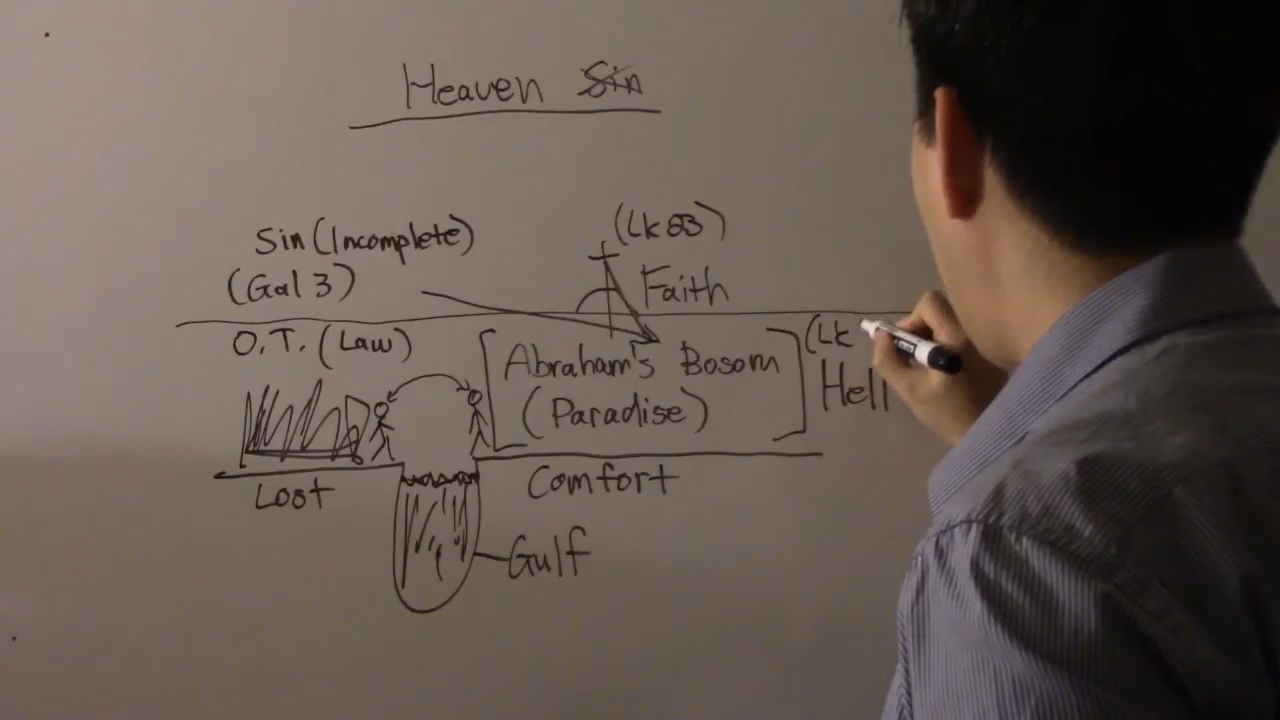 Heaven Sin
Sin (Incomplete)
(Gal 3)
(Lk 23)
Faith
O.T. (Law)
Abraham's Bosom
(Paradise)
(Lk
Hell
Lost
Comfort
Gulf